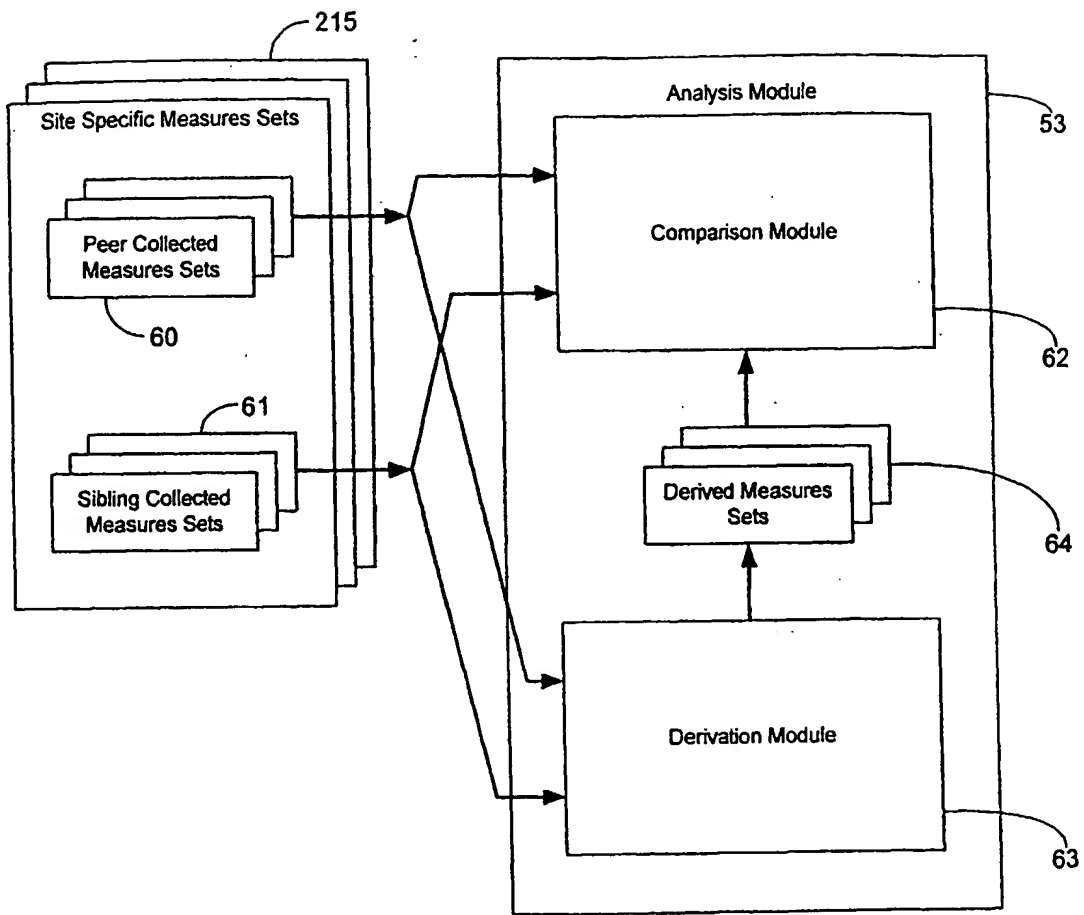 215
Site Specific Measures Sets
Peer Collected
Measures Sets
60
61
Sibling Collected
Measures Sets
Analysis Module
53
Comparison Module
62
Derived Measures
Sets
64
Derivation Module
63